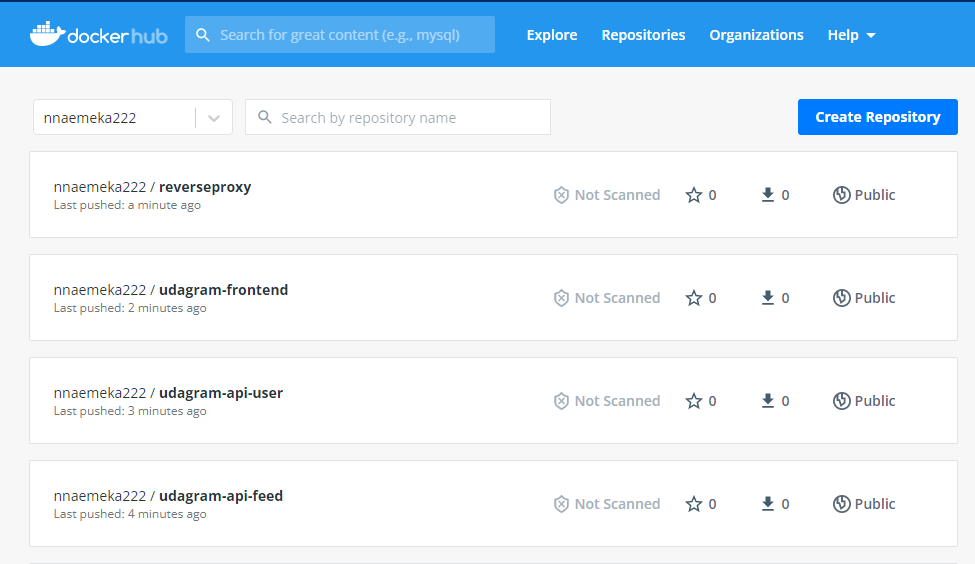 docker hub Search for great content (e.g., mysql) Explore Repositories Organizations Help
nnaemeka222 Search by repository name Create Repository
nnaemeka222 / reverseproxy Not Scanned 0 0 Public
Last pushed: a minute ago
nnaemeka222 / udagram-frontend Not Scanned 0 0 Public
Last pushed: 2 minutes ago
nnaemeka222 / udagram-api-user Not Scanned 0 0 Public
Last pushed: 3 minutes ago
nnaemeka222 / udagram-api-feed Not Scanned 0 0 Public
Last pushed: 4 minutes ago